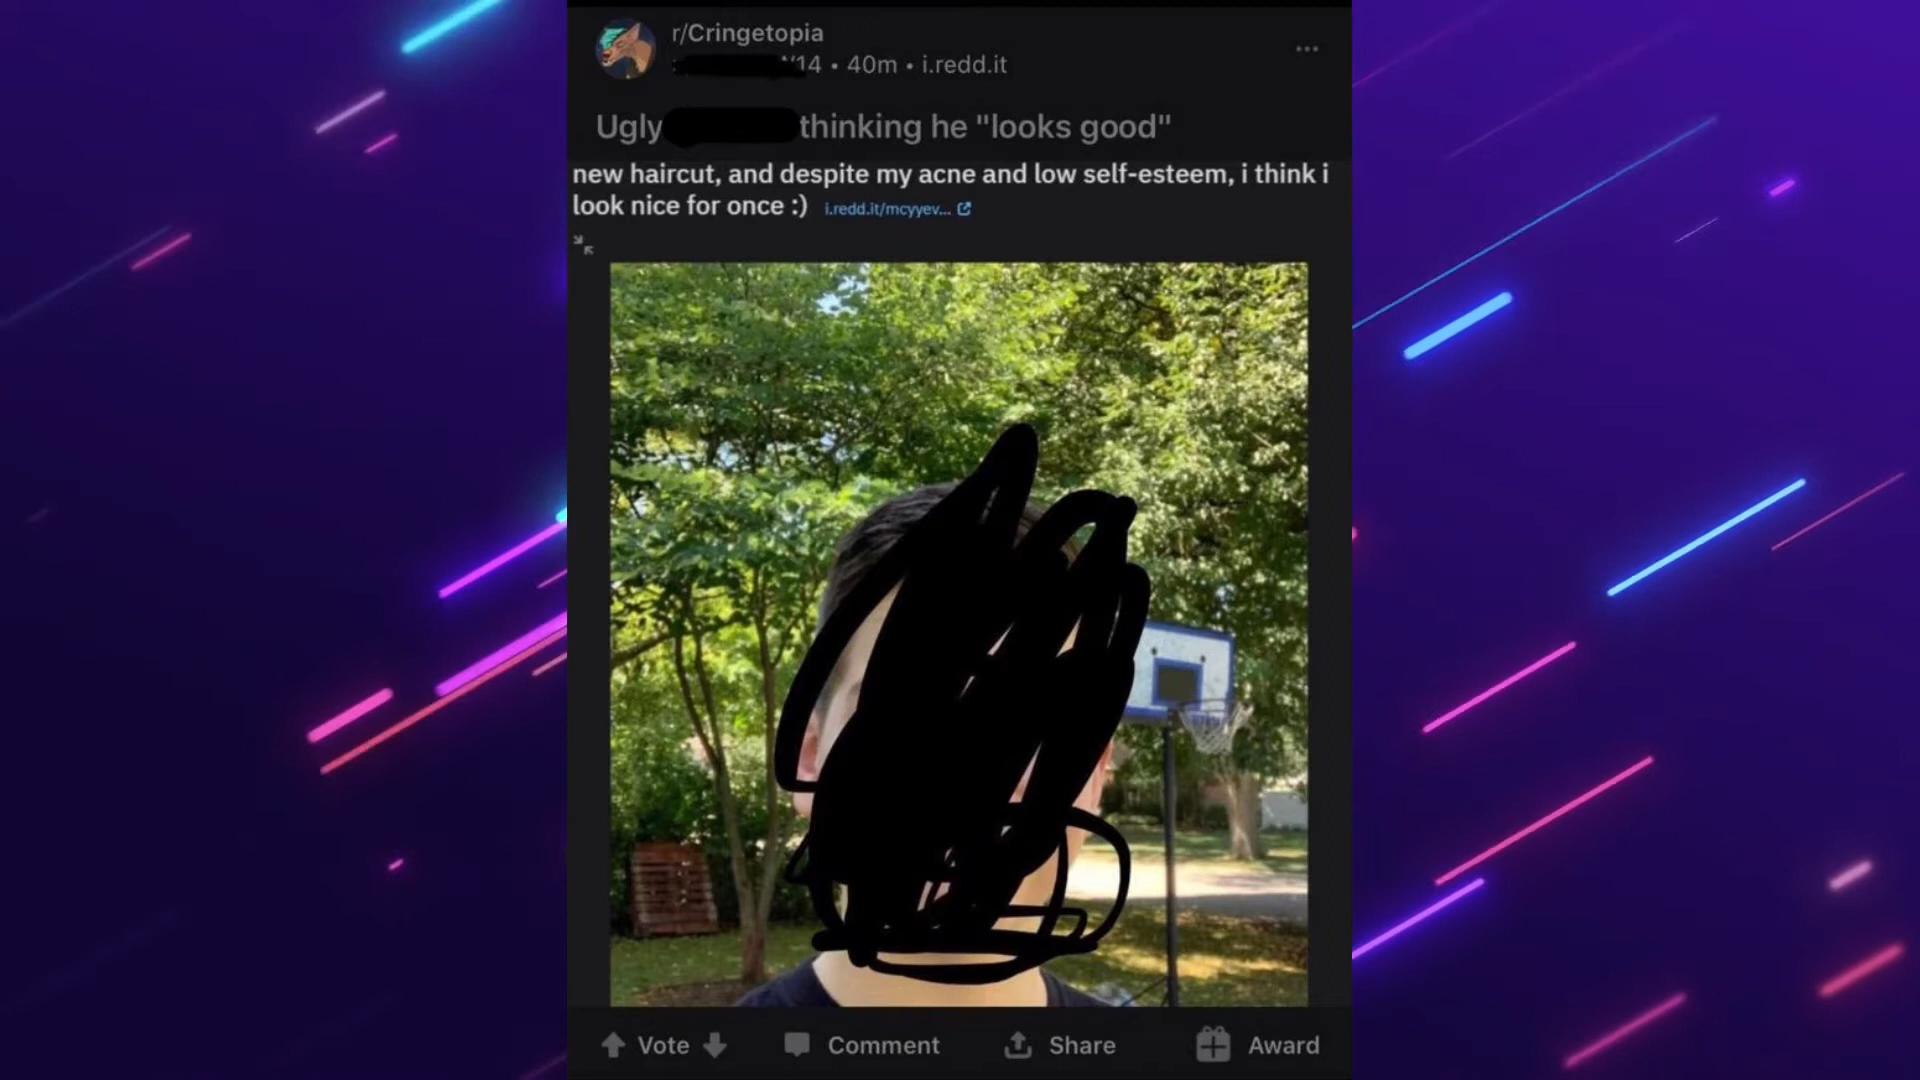 r/Cringetopia
14 • 40m • i.redd.it
Ugly thinking he "looks good"
new haircut, and despite my acne and low self-esteem, i think i
look nice for once :) i.redd.it/mcyyev...
Vote
Comment
Share
Award